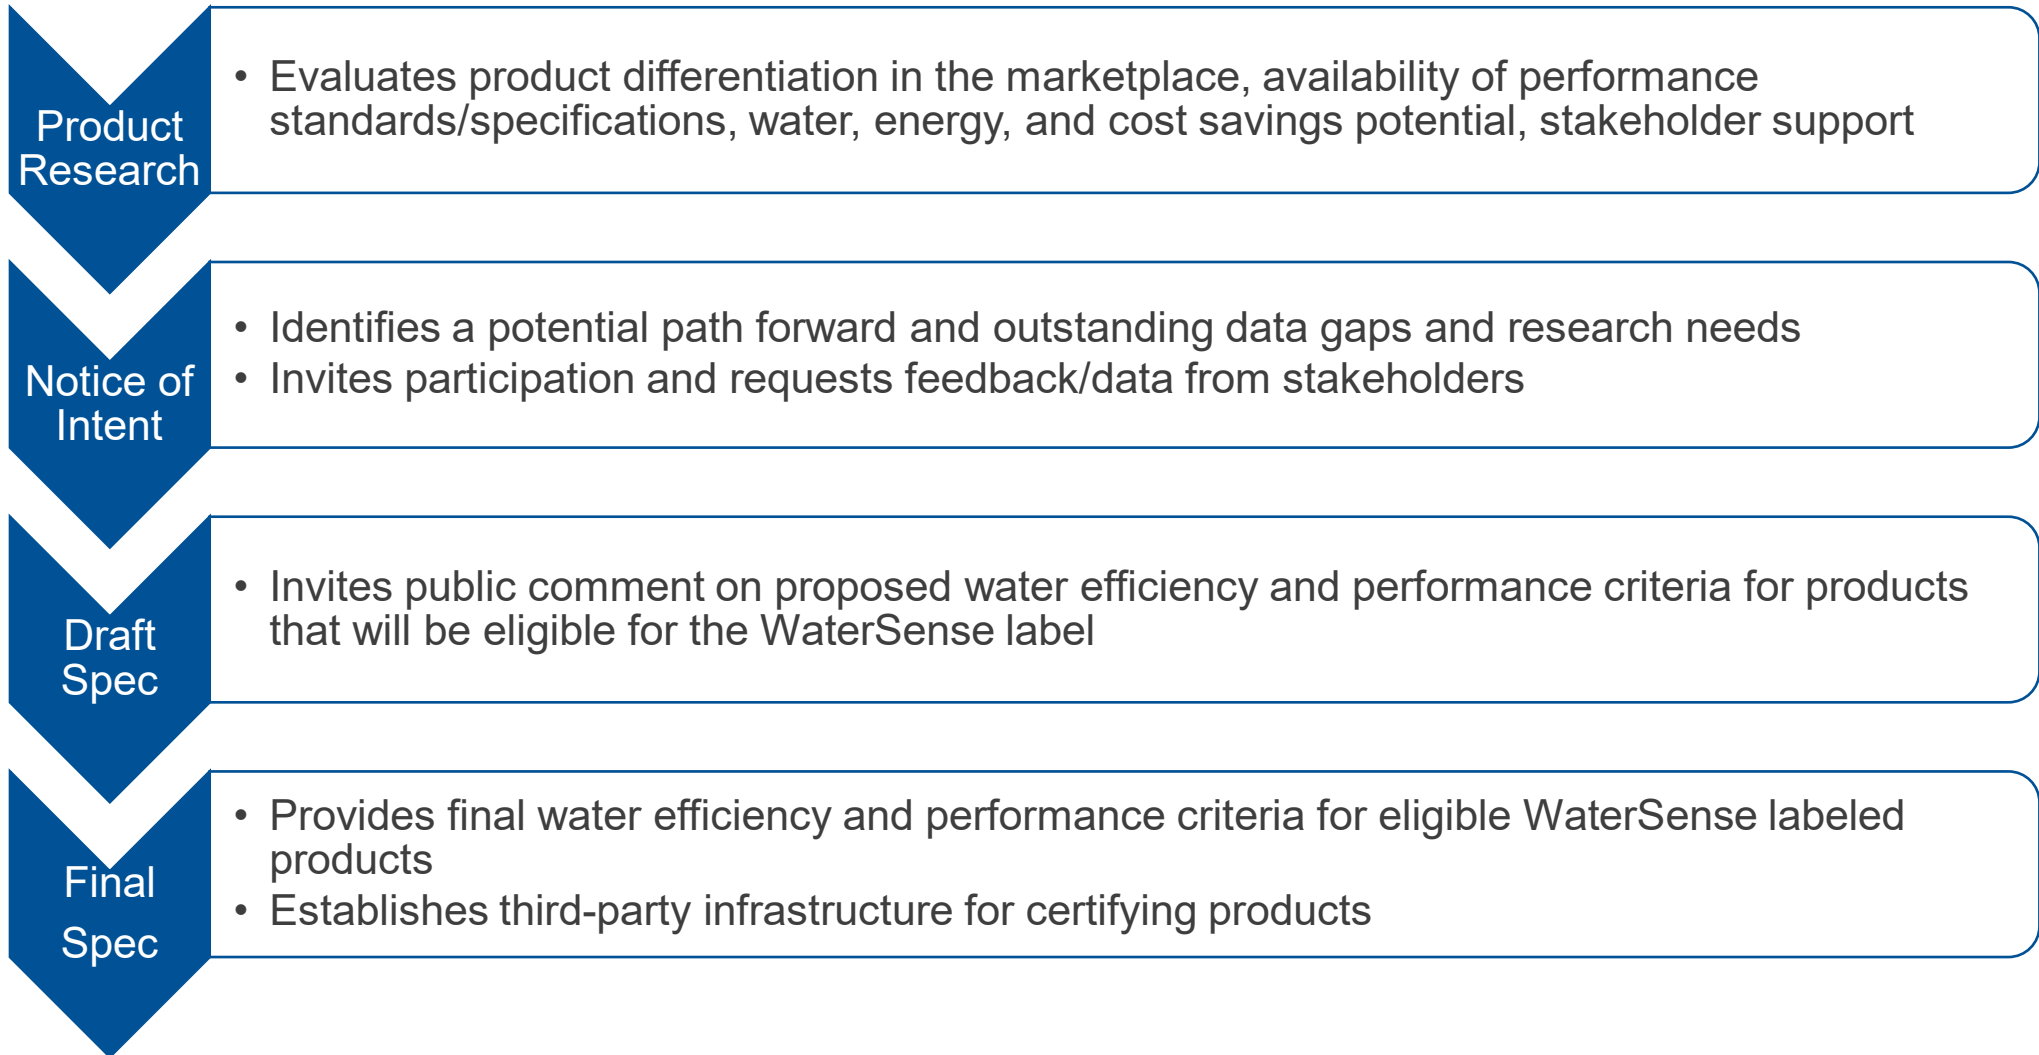 Product
Research
• Evaluates product differentiation in the marketplace, availability of performance
standards/specifications, water, energy, and cost savings potential, stakeholder support
Notice of
Intent
• Identifies a potential path forward and outstanding data gaps and research needs
• Invites participation and requests feedback/data from stakeholders
Draft
Spec
• Invites public comment on proposed water efficiency and performance criteria for products
that will be eligible for the WaterSense label
Final
Spec
• Provides final water efficiency and performance criteria for eligible WaterSense labeled
products
• Establishes third-party infrastructure for certifying products